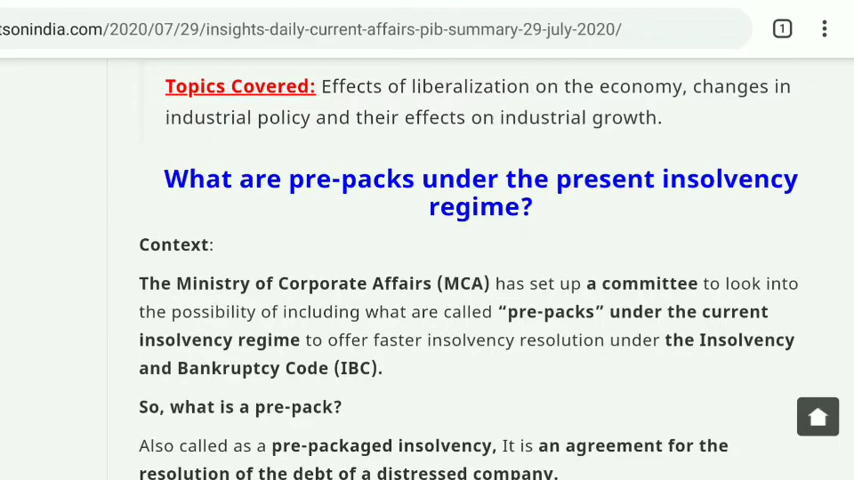 tsonindia.com/2020/07/29/insights-daily-current-affairs-pib-summary-29-july-2020/
1
Topics Covered: Effects of liberalization on the economy, changes in
industrial policy and their effects on industrial growth.
What are pre-packs under the present insolvency
regime?
Context:
The Ministry of Corporate Affairs (MCA) has set up a committee to look into
the possibility of including what are called “pre-packs” under the current
insolvency regime to offer faster insolvency resolution under the Insolvency
and Bankruptcy Code (IBC).
So, what is a pre-pack?
Also called as a pre-packaged insolvency, It is an agreement for the
resolution of the debt of a distressed company.